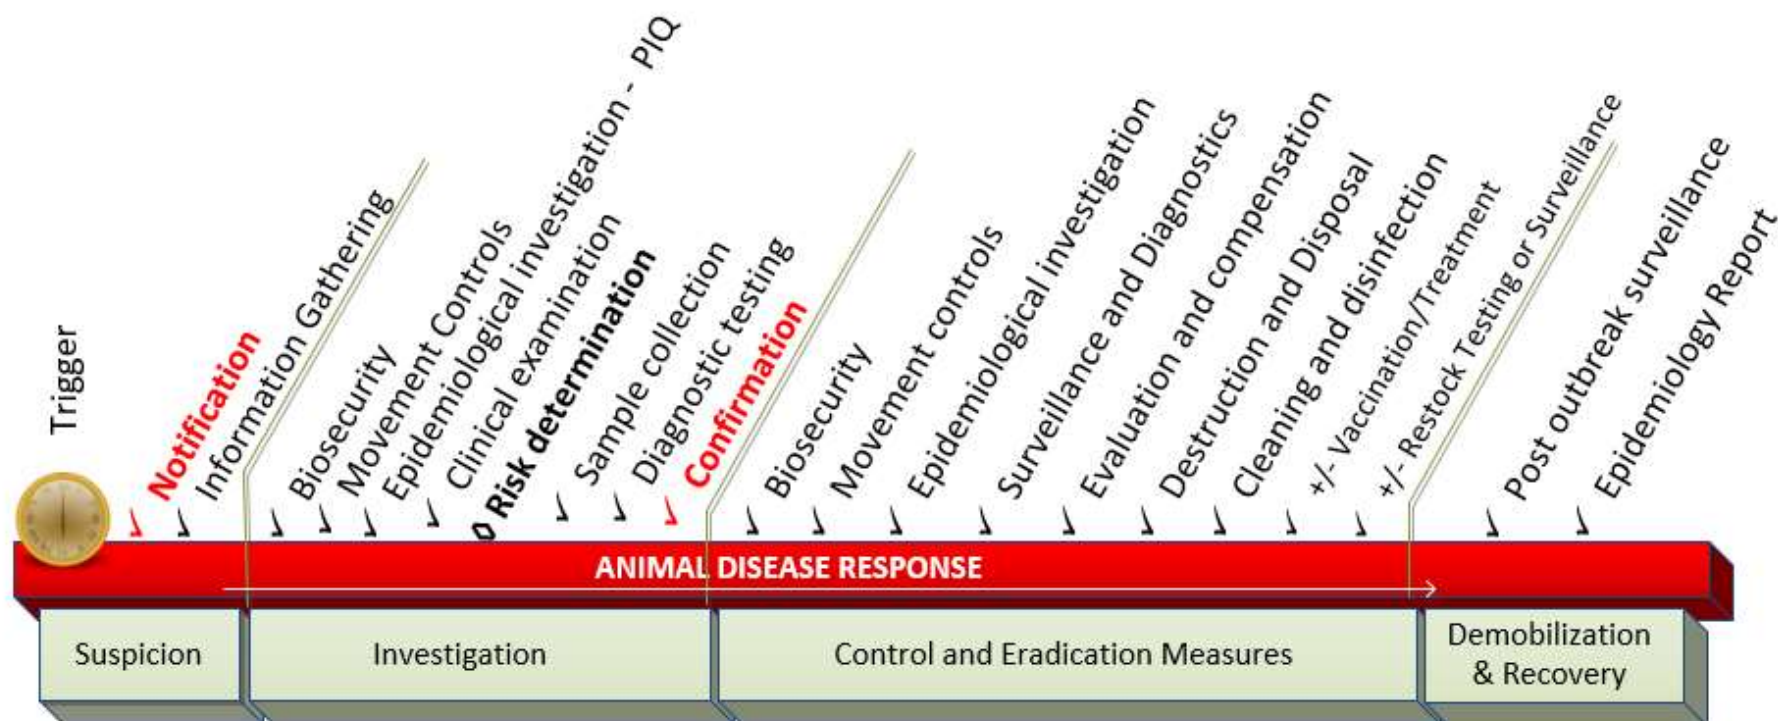 Trigger
Notification
Information Gathering
Biosecurity
Movement Controls
Epidemiological investigation - PIQ
Clinical examination
◊ Risk determination
Sample collection
Diagnostic testing
Confirmation
Biosecurity
Movement controls
Epidemiological investigation
Surveillance and Diagnostics
Evaluation and compensation
Destruction and Disposal
Cleaning and disinfection
+/- Vaccination/Treatment
+/- Restock Testing or Surveillance
Post outbreak surveillance
Epidemiology Report
ANIMAL DISEASE RESPONSE
Suspicion
Investigation
Control and Eradication Measures
Demobilization
& Recovery